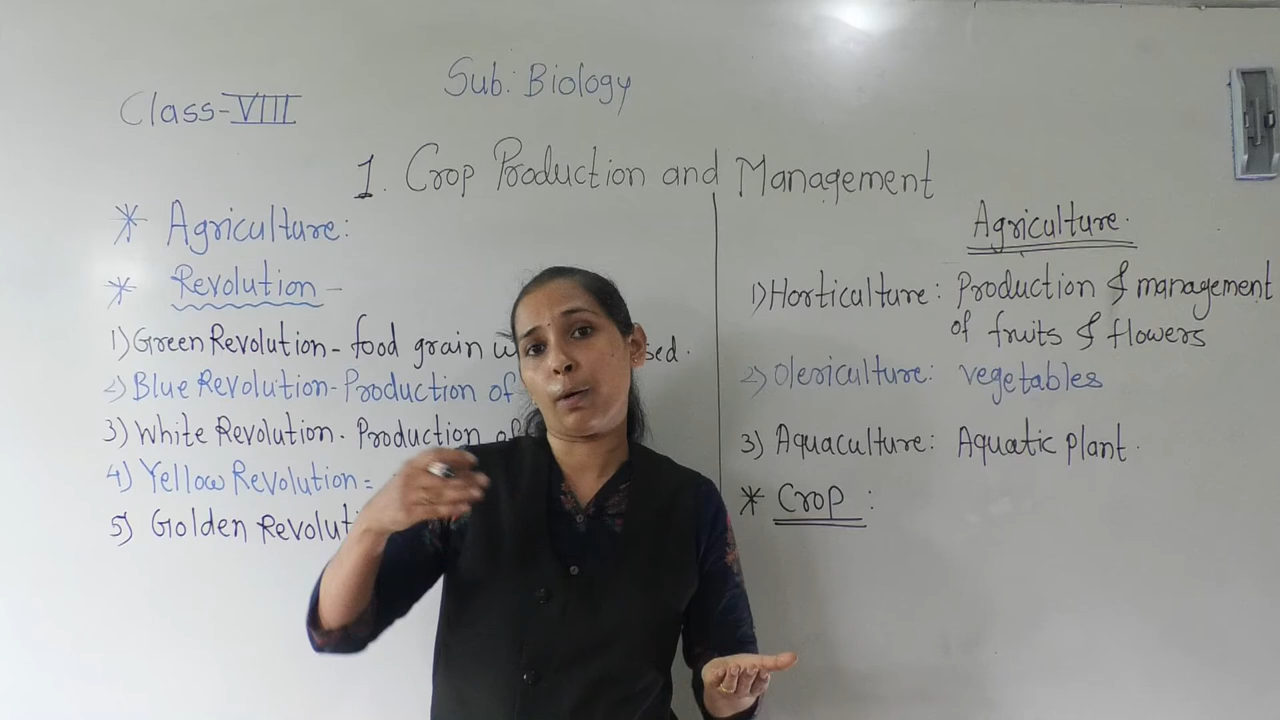 Sub: Biology
Class-VIII
1. Crop Production and Management
* Agriculture:
* Revolution -
1) Green Revolution - food grain
2) Blue Revolution - Production of
3) White Revolution. Production
4) Yellow Revolution =
5) Golden
Agriculture.
1) Horticulture: Production & management
of fruits & flowers
2) Olericulture: vegetables
3) Aquaculture: Aquatic plant.
* Crop :